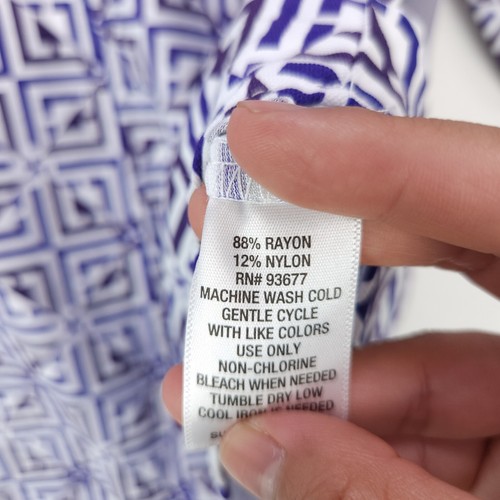 88% RAYON
12% NYLON
RN# 93677
MACHINE WASH COLD
GENTLE CYCLE
WITH LIKE COLORS
USE ONLY
NON-CHLORINE
BLEACH WHEN NEEDED
TUMBLE DRY LOW
COOL IRON IF NEEDED